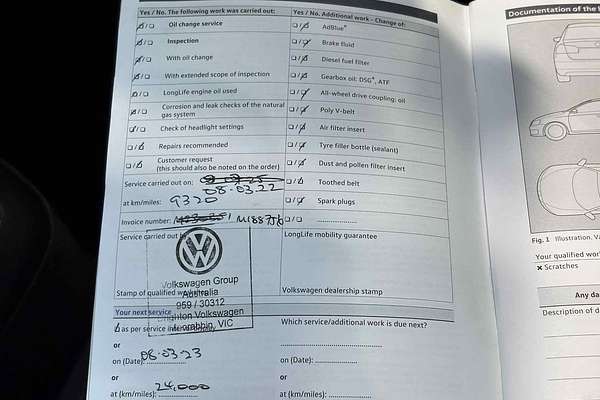 Yes / No. The following work was carried out:
Oil change service
Inspection
With oil change
With extended scope of inspection
LongLife engine oil used
Corrosion and leak checks of the natural
gas system
Check of headlight settings
Repairs recommended
Customer request
(this should also be noted on the order)
Service carried out on:
08.03.22
at km/miles: 9320
Invoice number:
Service carried out
Volkswagen Group
Australia
959 / 30312
Volkswagen
Moorabbin, VIC
Stamp of qualified
Your next service
as per service
or
on (Date): 08.03.23
or
at (km/miles): 24,000
Yes / No. Additional work – Change of:
AdBlue®
Brake fluid
Diesel fuel filter
Gearbox oil: DSG®, ATF
All-wheel drive coupling: oil
Poly V-belt
Air filter insert
Tyre filler bottle (sealant)
Dust and pollen filter insert
Toothed belt
Spark plugs
LongLife mobility guarantee
Volkswagen dealership stamp
Which service/additional work is due next?
on (Date):
or
at (km/miles):
Documentation of the
Fig. 1 Illustration.
Your qualified
Scratches
Any
Description of